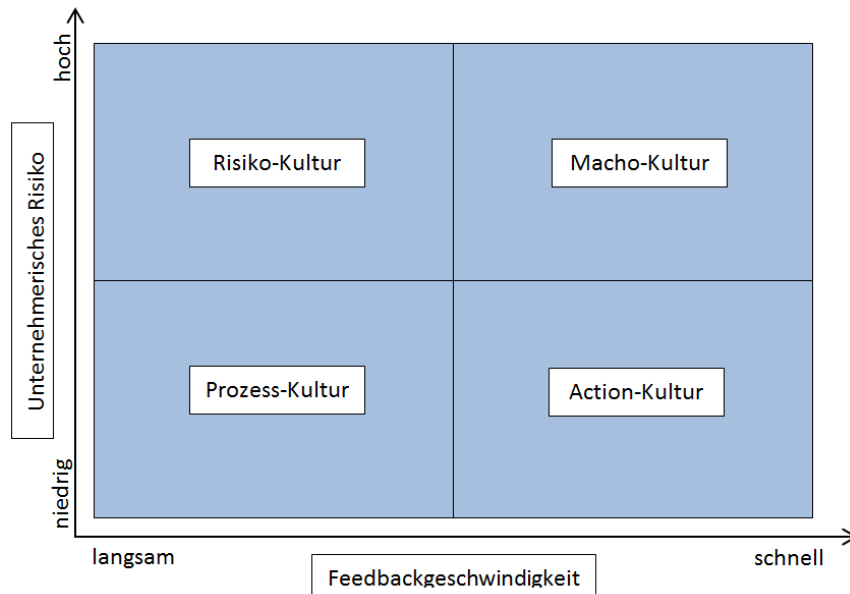 hoch
Unternehmerisches Risiko
niedrig
Risiko-Kultur
Macho-Kultur
Prozess-Kultur
Action-Kultur
langsam
schnell
Feedbackgeschwindigkeit